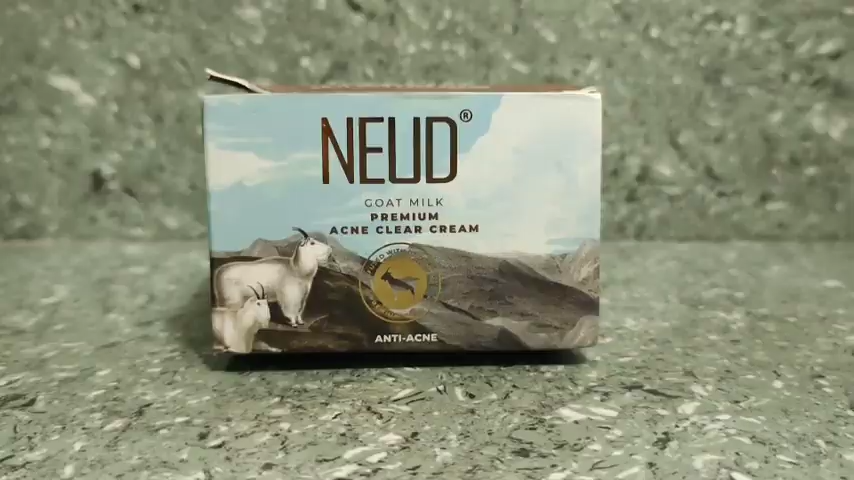 NEUD®
GOAT MILK
PREMIUM
ACNE CLEAR CREAM
ANTI-ACNE